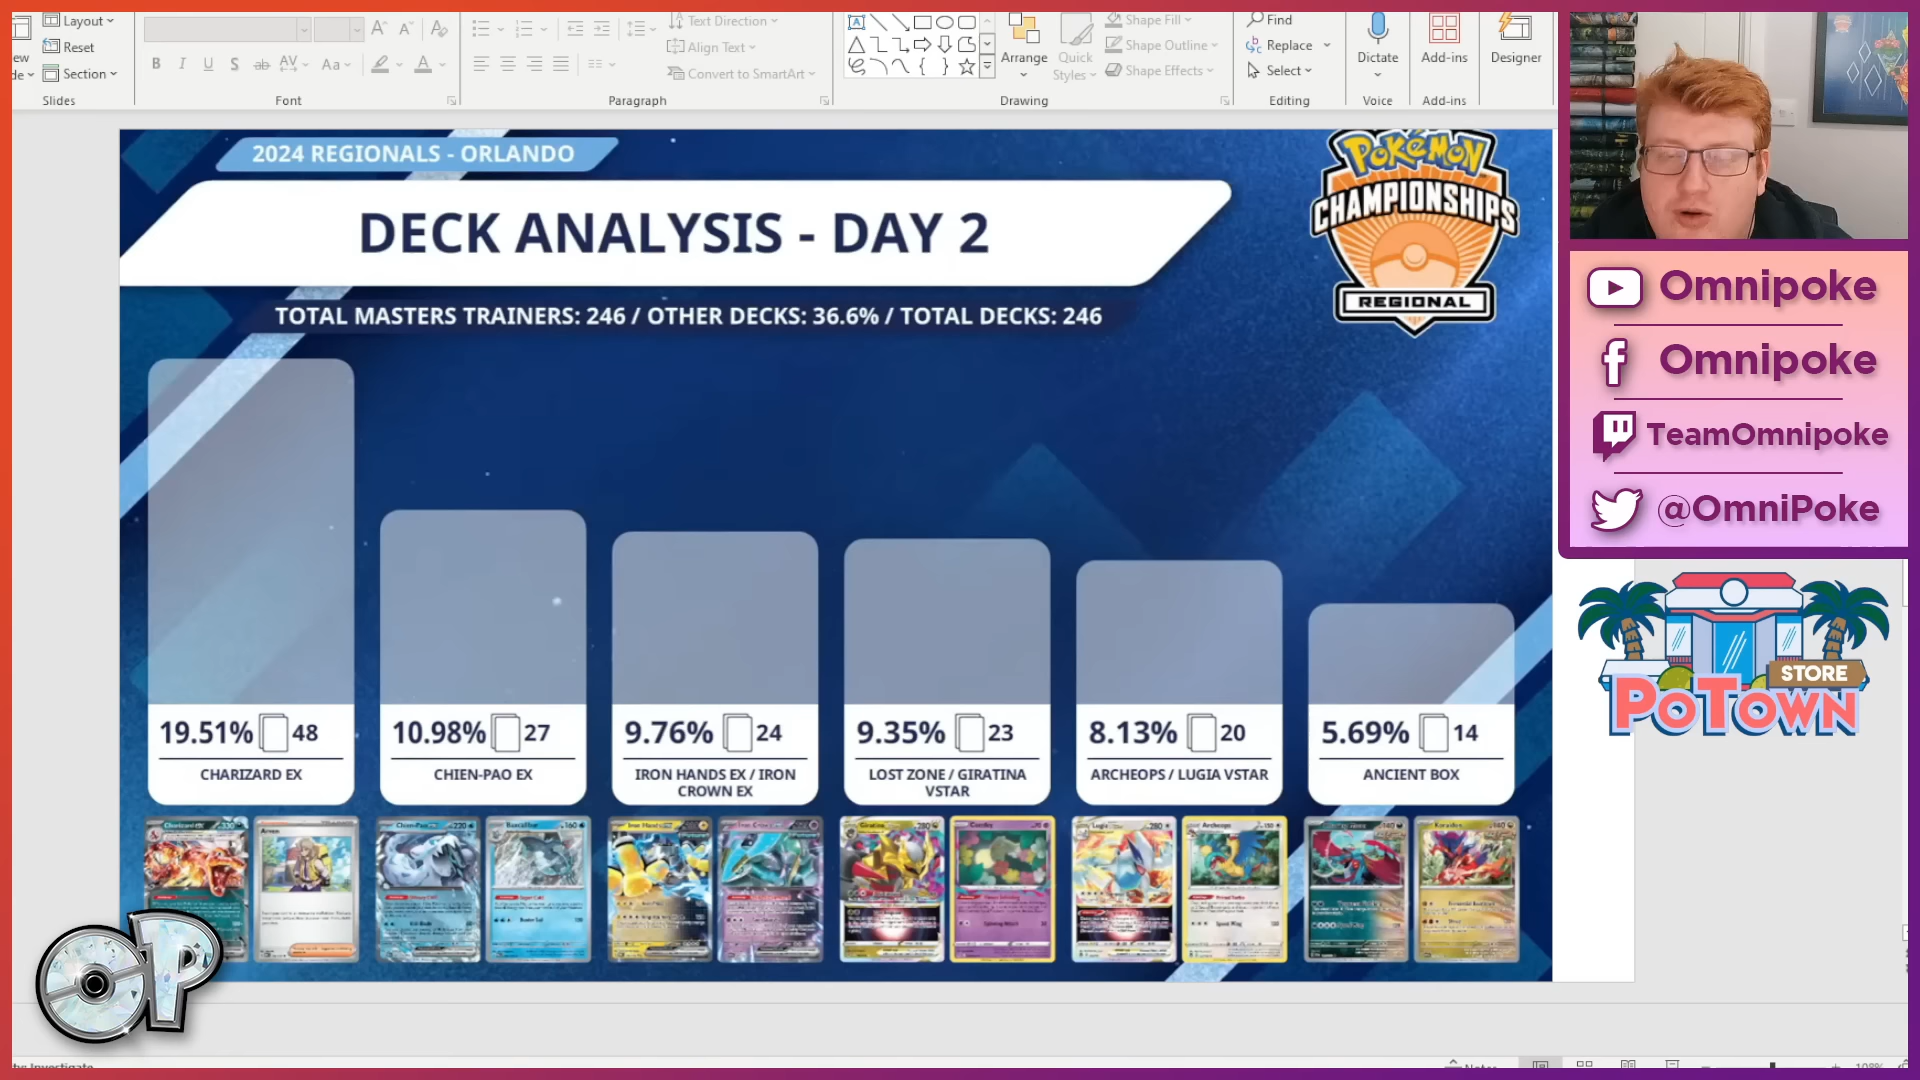 Layout
Reset
Section
Slides
B I U S ab AV Aa A
Font
Text Direction
Align Text
Convert to SmartArt
Paragraph
Arrange
Quick
Styles
Shape Fill
Shape Outline
Shape Effects
Drawing
Find
Replace
Select
Editing
Dictate
Voice
Add-ins
Add-ins
Designer
2024 REGIONALS - ORLANDO
DECK ANALYSIS - DAY 2
TOTAL MASTERS TRAINERS: 246 / OTHER DECKS: 36.6% / TOTAL DECKS: 246
POKéMON
CHAMPIONSHIPS
REGIONAL
19.51% 48
CHARIZARD EX
10.98% 27
CHIEN-PAO EX
9.76% 24
IRON HANDS EX / IRON
CROWN EX
9.35% 23
LOST ZONE / GIRATINA
VSTAR
8.13% 20
ARCHEOPS / LUGIA VSTAR
5.69% 14
ANCIENT BOX
Omnipoke
Omnipoke
TeamOmnipoke
@OmniPoke
STORE
POTOWN
OP